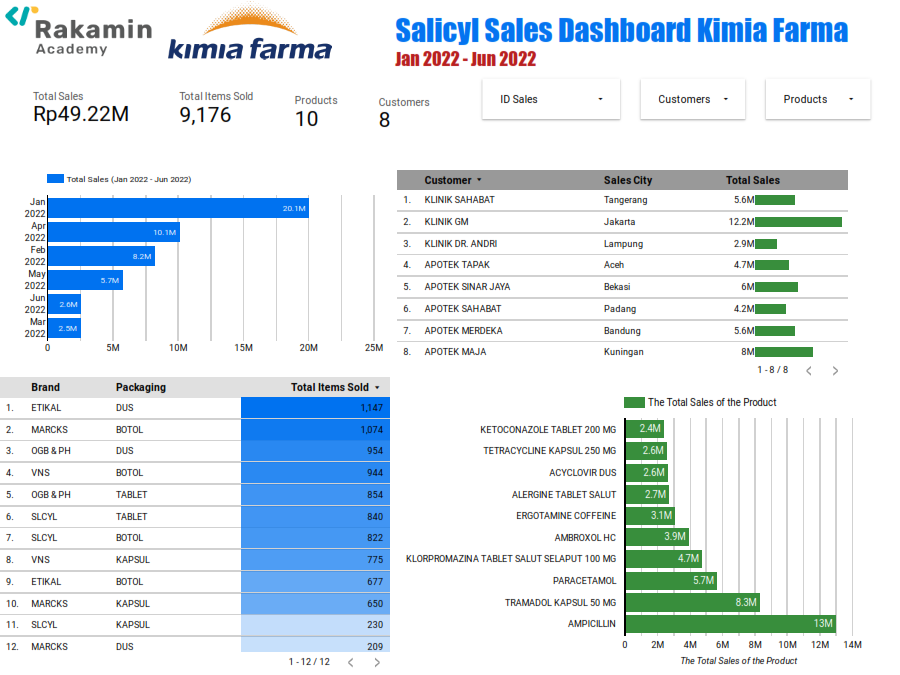 Rakamin
Academy
kimia farma
Salicyl Sales Dashboard Kimia Farma
Jan 2022 - Jun 2022
Total Sales
Rp49.22M
Total Items Sold
9,176
Products
10
Customers
8
ID Sales
Customers
Products
Total Sales (Jan 2022 - Jun 2022)
Jan 2022 20.1M
Apr 2022 10.1M
Feb 2022 8.2M
May 2022 5.7M
Jun 2022 2.6M
Mar 2022 2.5M
0 5M 10M 15M 20M 25M
Customer Sales City Total Sales
1. KLINIK SAHABAT Tangerang 5.6M
2. KLINIK GM Jakarta 12.2M
3. KLINIK DR. ANDRI Lampung 2.9M
4. APOTEK TAPAK Aceh 4.7M
5. APOTEK SINAR JAYA Bekasi 6M
6. APOTEK SAHABAT Padang 4.2M
7. APOTEK MERDEKA Bandung 5.6M
8. APOTEK MAJA Kuningan 8M
1 - 8 / 8
Brand Packaging Total Items Sold
1. ETIKAL DUS 1,147
2. MARCKS BOTOL 1,074
3. OGB & PH DUS 954
4. VNS BOTOL 944
5. OGB & PH TABLET 854
6. SLCYL TABLET 840
7. SLCYL BOTOL 822
8. VNS KAPSUL 775
9. ETIKAL BOTOL 677
10. MARCKS KAPSUL 650
11. SLCYL KAPSUL 230
12. MARCKS DUS 209
1 - 12 / 12
The Total Sales of the Product
KETOCONAZOLE TABLET 200 MG 2.4M
TETRACYCLINE KAPSUL 250 MG 2.6M
ACYCLOVIR DUS 2.6M
ALERGINE TABLET SALUT 2.7M
ERGOTAMINE COFFEINE 3.1M
AMBROXOL HC 3.9M
KLORPROMAZINA TABLET SALUT SELAPUT 100 MG 4.7M
PARACETAMOL 5.7M
TRAMADOL KAPSUL 50 MG 8.3M
AMPICILLIN 13M
0 2M 4M 6M 8M 10M 12M 14M
The Total Sales of the Product